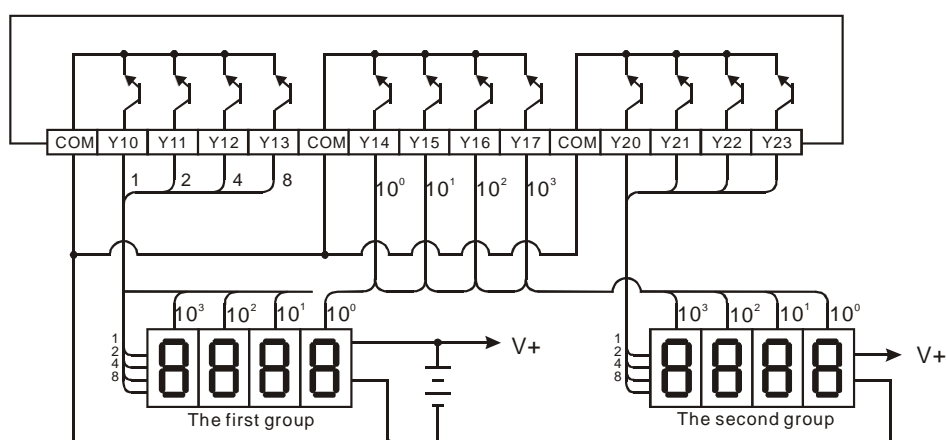 COM Y10 Y11 Y12 Y13 COM Y14 Y15 Y16 Y17 COM Y20 Y21 Y22 Y23
1 2 4 8 10⁰ 10¹ 10² 10³
10³ 10² 10¹ 10⁰ 10³ 10² 10¹ 10⁰
1
2
4
8
V+
1
2
4
8
V+
The first group
The second group